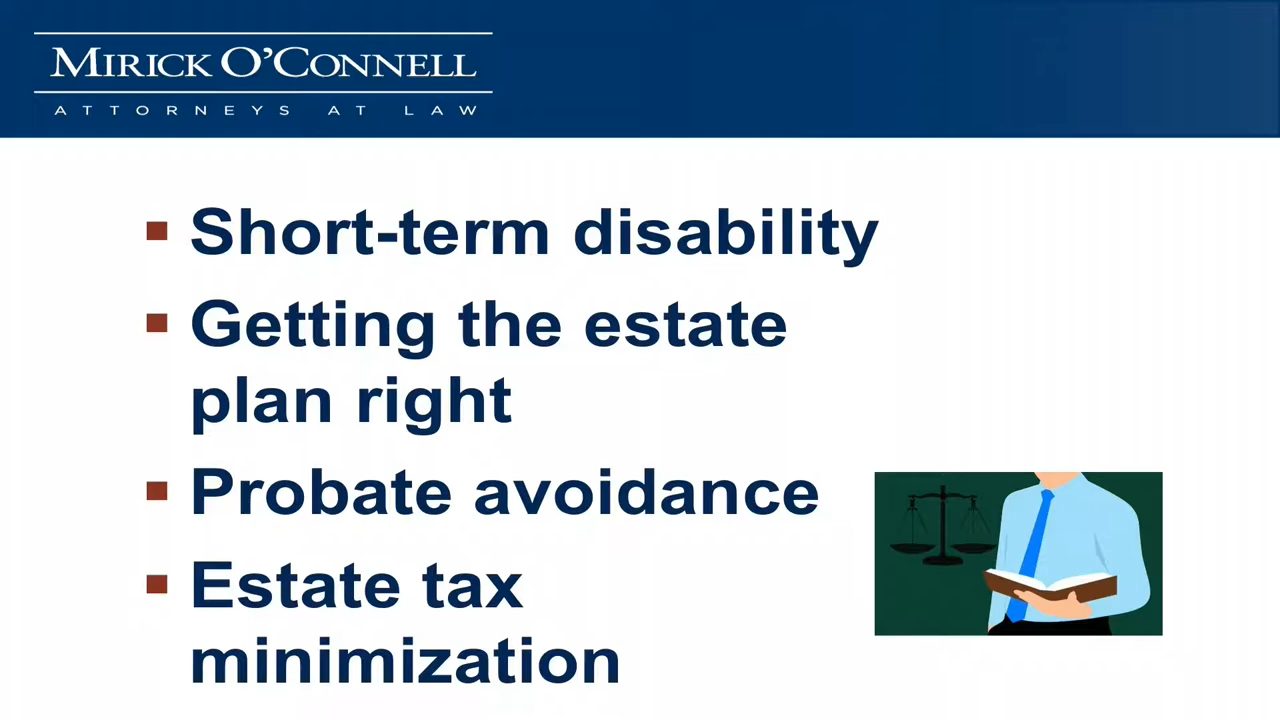 MIRICK O'CONNELL
ATTORNEYS AT LAW
Short-term disability
Getting the estate
plan right
Probate avoidance
Estate tax
minimization